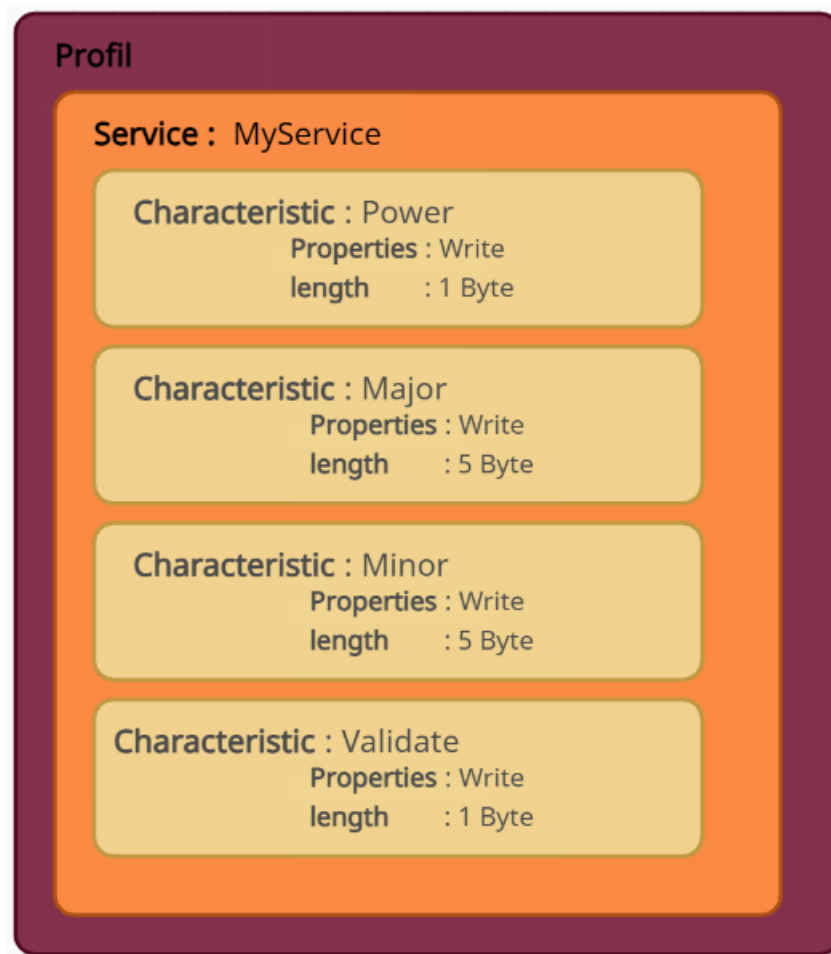 Profil
Service : MyService
Characteristic : Power
Properties : Write
length : 1 Byte
Characteristic : Major
Properties : Write
length : 5 Byte
Characteristic : Minor
Properties : Write
length : 5 Byte
Characteristic : Validate
Properties : Write
length : 1 Byte